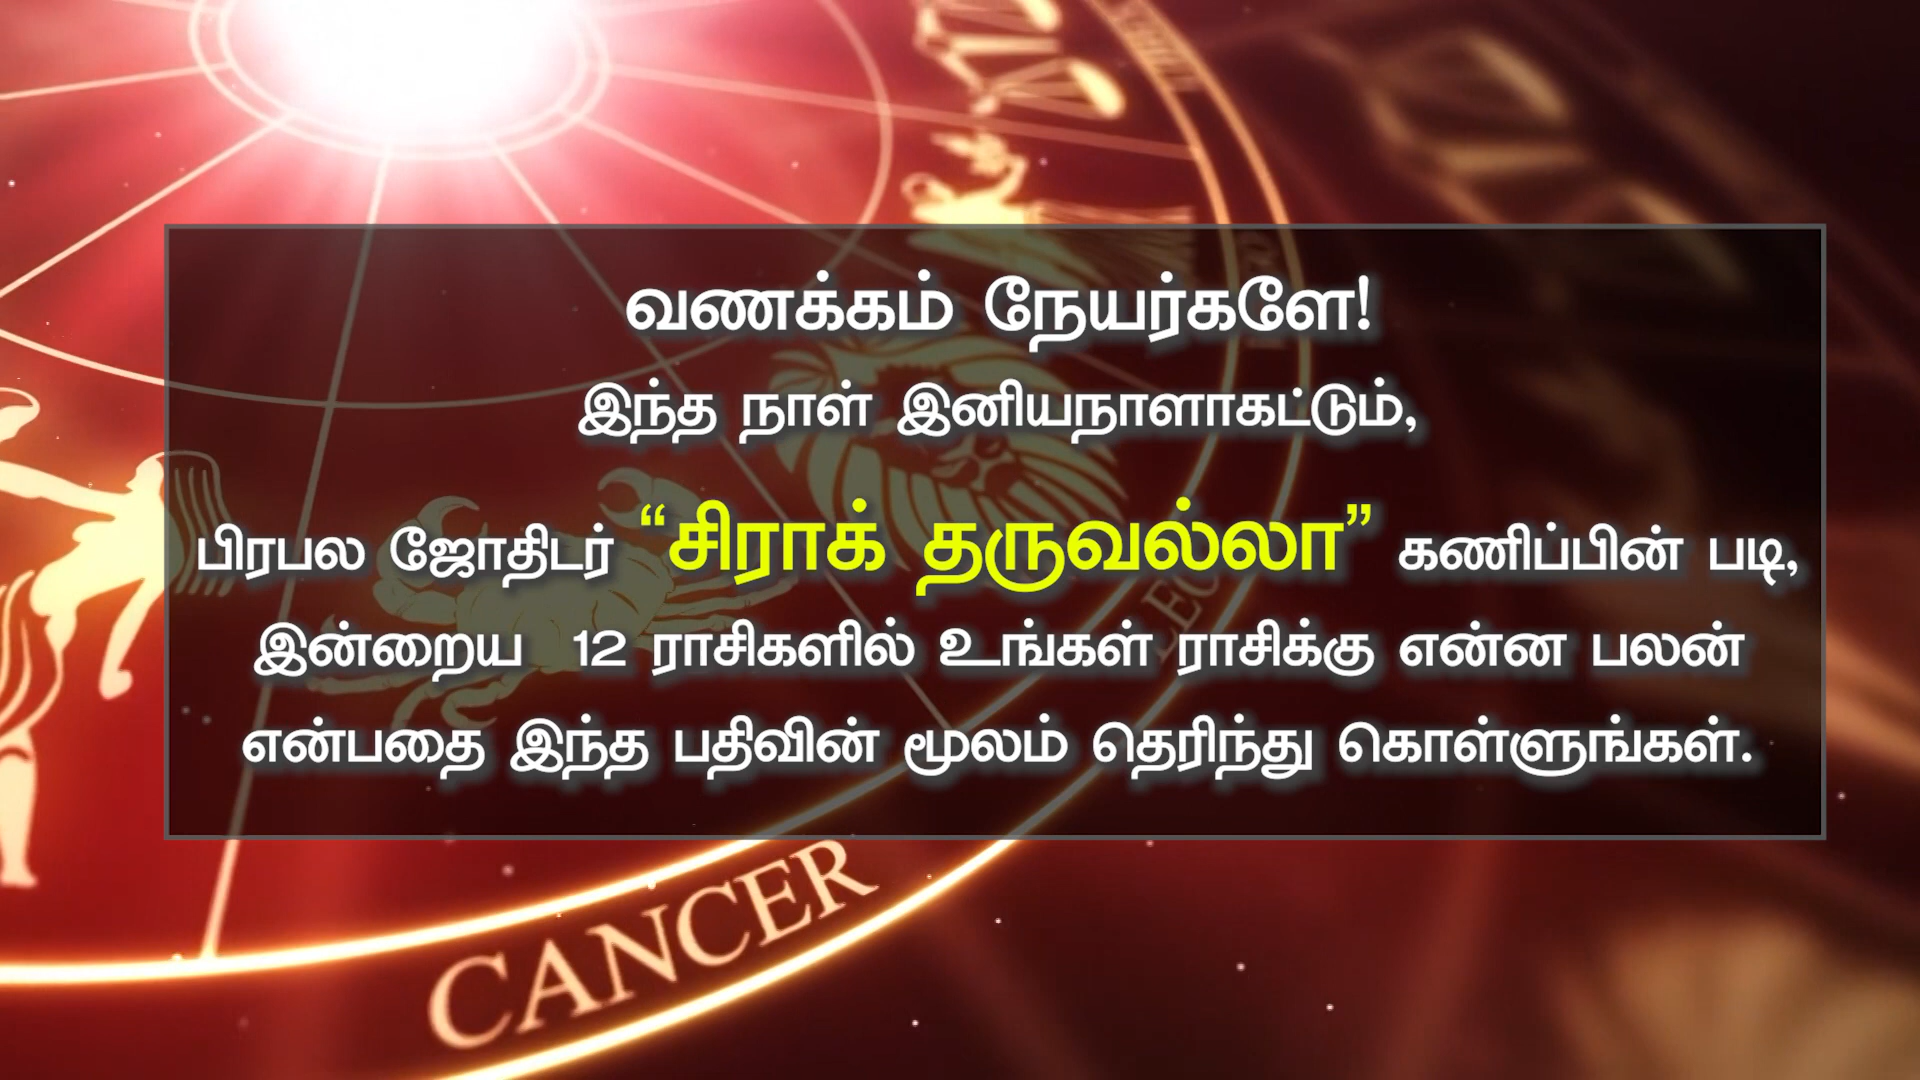 வணக்கம் நேயர்களே!
இந்த நாள் இனியநாளாகட்டும்,
பிரபல ஜோதிடர் “சிராக் தருவல்லா” கணிப்பின் படி,
இன்றைய 12 ராசிகளில் உங்கள் ராசிக்கு என்ன பலன்
என்பதை இந்த பதிவின் மூலம் தெரிந்து கொள்ளுங்கள்.
LEO
CANCER